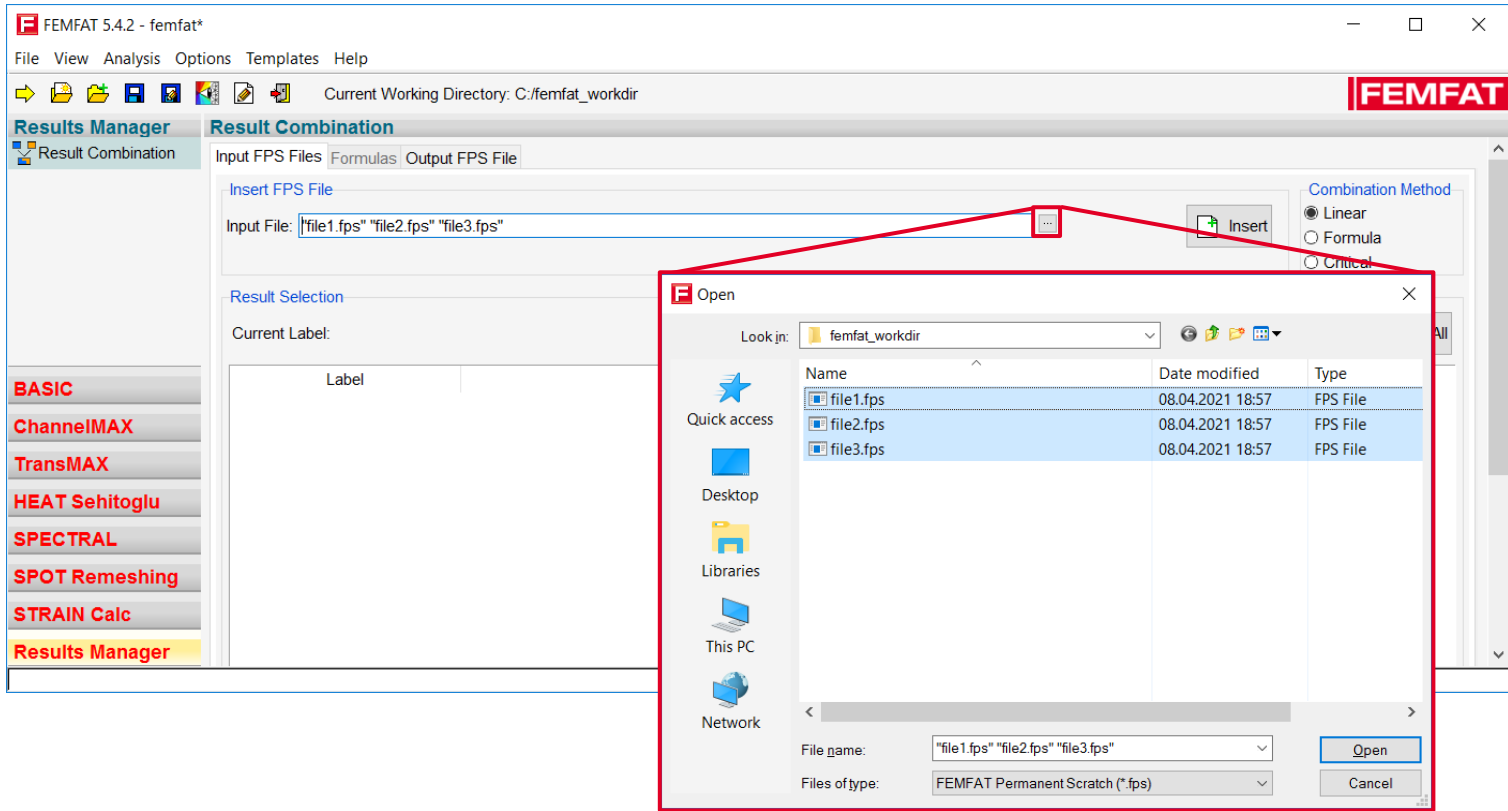 FEMFAT 5.4.2 - femfat*
File View Analysis Options Templates Help
Current Working Directory: C:/femfat_workdir
FEMFAT
Results Manager
Result Combination
Result Combination
Input FPS Files Formulas Output FPS File
Insert FPS File
Input File: "file1.fps" "file2.fps" "file3.fps"
...
Insert
Combination Method
Linear
Formula
Critical
Result Selection
Current Label:
All
Label
BASIC
ChannelMAX
TransMAX
HEAT Sehitoglu
SPECTRAL
SPOT Remeshing
STRAIN Calc
Results Manager
Open
Look in: femfat_workdir
Name Date modified Type
file1.fps 08.04.2021 18:57 FPS File
file2.fps 08.04.2021 18:57 FPS File
file3.fps 08.04.2021 18:57 FPS File
Quick access
Desktop
Libraries
This PC
Network
File name: "file1.fps" "file2.fps" "file3.fps"
Open
Files of type: FEMFAT Permanent Scratch (*.fps)
Cancel